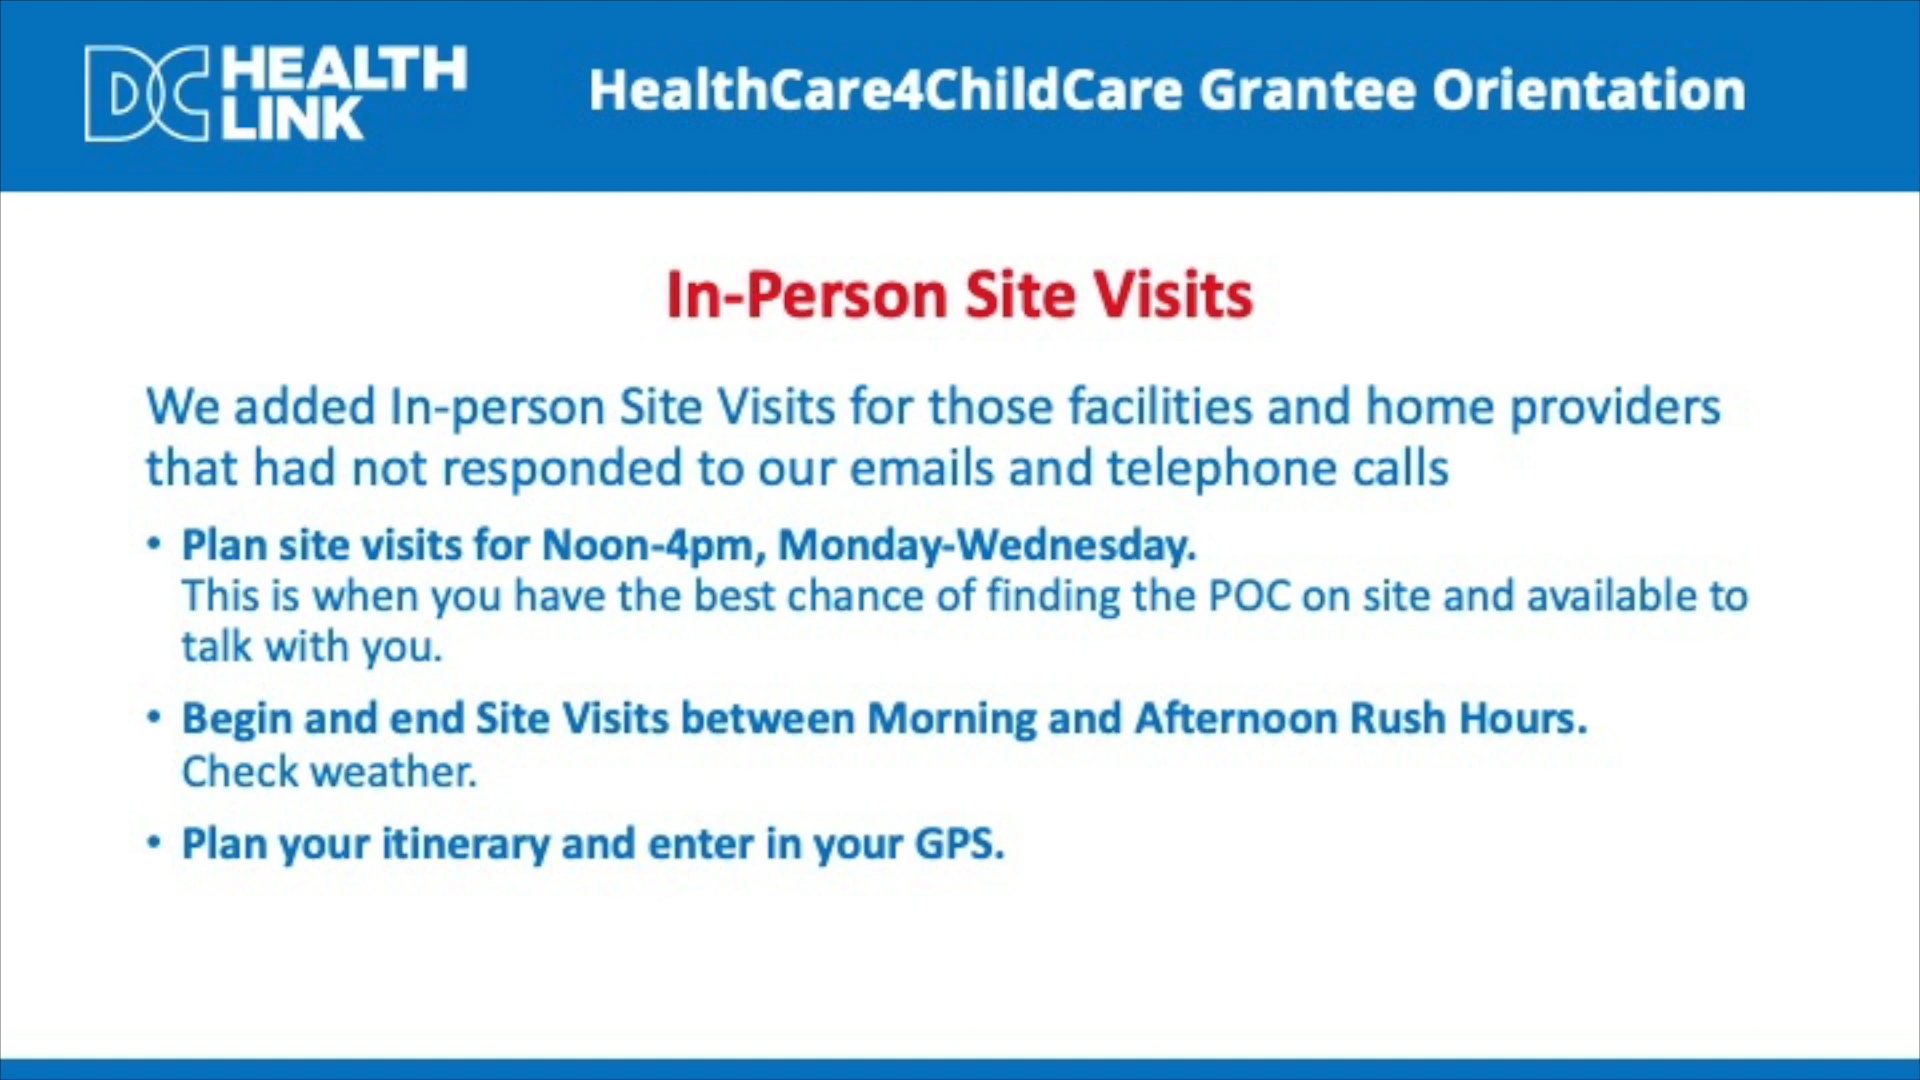 DC HEALTH LINK
HealthCare4ChildCare Grantee Orientation
In-Person Site Visits
We added In-person Site Visits for those facilities and home providers
that had not responded to our emails and telephone calls
• Plan site visits for Noon-4pm, Monday-Wednesday.
This is when you have the best chance of finding the POC on site and available to
talk with you.
• Begin and end Site Visits between Morning and Afternoon Rush Hours.
Check weather.
• Plan your itinerary and enter in your GPS.